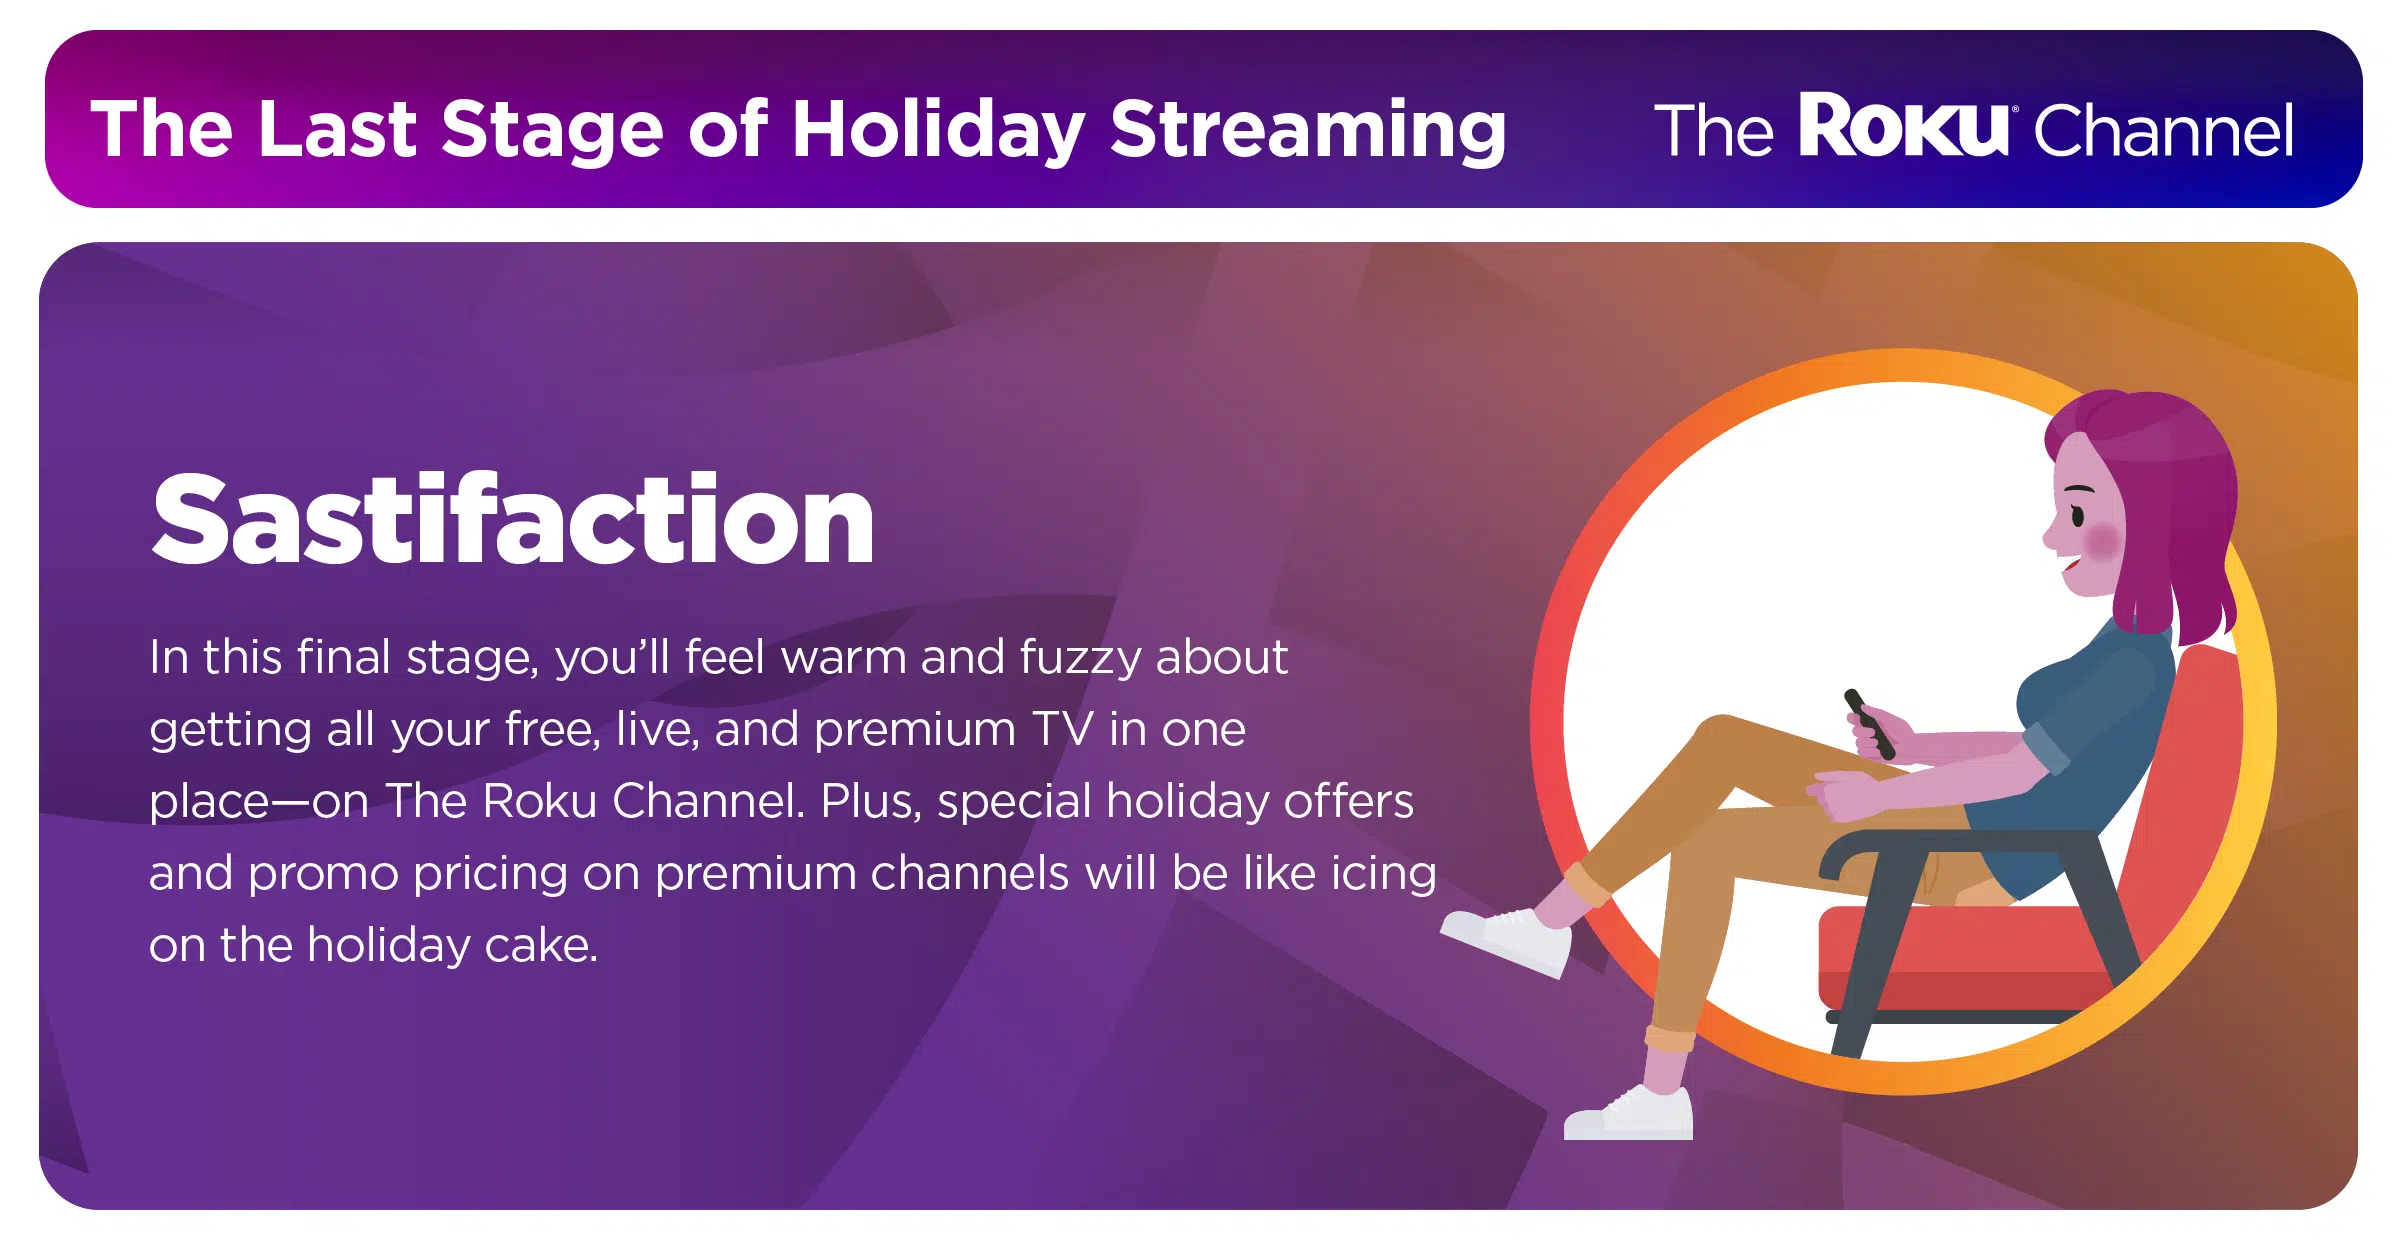 The Last Stage of Holiday Streaming
The Roku® Channel
Sastifaction
In this final stage, you’ll feel warm and fuzzy about
getting all your free, live, and premium TV in one
place—on The Roku Channel. Plus, special holiday offers
and promo pricing on premium channels will be like icing
on the holiday cake.